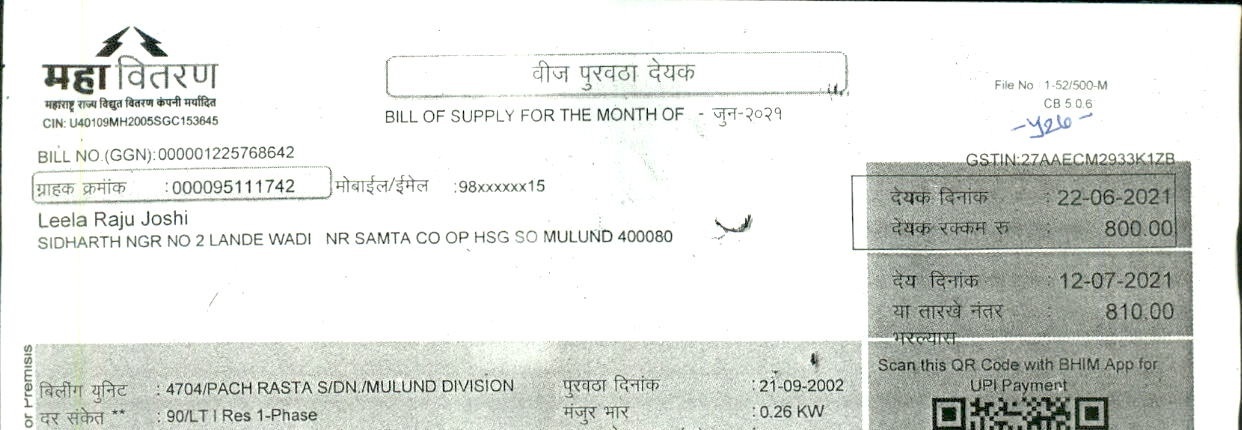 महावितरण
महाराष्ट्र राज्य विद्युत वितरण कंपनी मर्यादित
CIN: U40109MH2005SGC153645
वीज पुरवठा देयक
BILL OF SUPPLY FOR THE MONTH OF - जुन-२०२१
File No 1-52/500-M
CB 5.0.6
BILL NO.(GGN):000001225768642
GSTIN:27AAECM2933K1ZB
ग्राहक क्रमांक :000095111742 मोबाईल/ईमेल :98xxxxxx15
Leela Raju Joshi
SIDHARTH NGR NO 2 LANDE WADI NR SAMTA CO OP HSG SO MULUND 400080
देयक दिनांक : 22-06-2021
देयक रक्कम रु : 800.00
देय दिनांक : 12-07-2021
या तारखे नंतर : 810.00
भरल्यास
or Premisis
बिलींग युनिट : 4704/PACH RASTA S/DN./MULUND DIVISION पुरवठा दिनांक : 21-09-2002
दर संकेत ** : 90/LT I Res 1-Phase मंजुर भार : 0.26 KW
Scan this QR Code with BHIM App for
UPI Payment